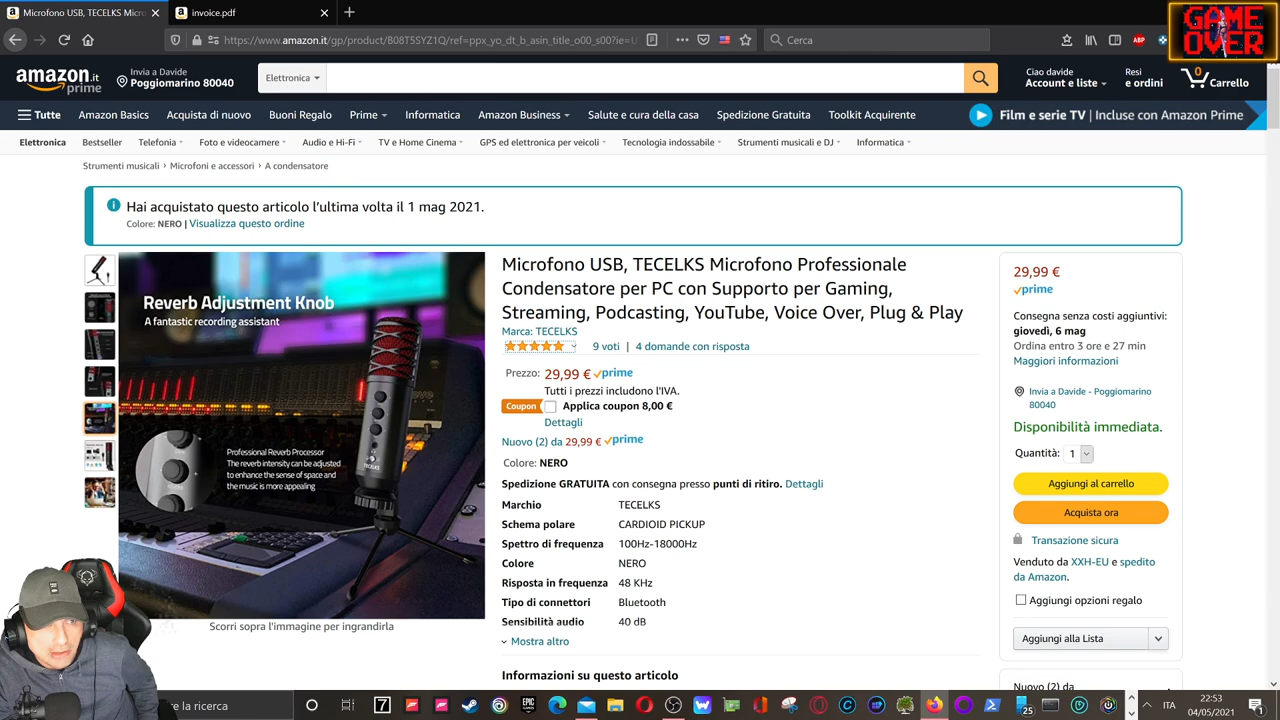 Microfono USB, TECELKS Micro
invoice.pdf
https://www.amazon.it/gp/product/B08T5SYZ1Q/ref=ppx_yo_dt_b_asin_title_o00_s00?ie=U
Cerca
ABP
GAME
OVER
amazon.it
prime
Invia a Davide
Poggiomarino 80040
Elettronica
Ciao davide
Account e liste
Resi
e ordini
0
Carrello
Tutte
Amazon Basics
Acquista di nuovo
Buoni Regalo
Prime
Informatica
Amazon Business
Salute e cura della casa
Spedizione Gratuita
Toolkit Acquirente
Film e serie TV | Incluse con Amazon Prime
Elettronica
Bestseller
Telefonia
Foto e videocamere
Audio e Hi-Fi
TV e Home Cinema
GPS ed elettronica per veicoli
Tecnologia indossabile
Strumenti musicali e DJ
Informatica
Strumenti musicali › Microfoni e accessori › A condensatore
Hai acquistato questo articolo l'ultima volta il 1 mag 2021.
Colore: NERO | Visualizza questo ordine
Reverb Adjustment Knob
A fantastic recording assistant
Professional Reverb Processor
The reverb intensity can be adjusted
to enhance the sense of space and
the music is more appealing
TECELKS
Scorri sopra l'immagine per ingrandirla
Microfono USB, TECELKS Microfono Professionale
Condensatore per PC con Supporto per Gaming,
Streaming, Podcasting, YouTube, Voice Over, Plug & Play
Marca: TECELKS
9 voti | 4 domande con risposta
Prezzo: 29,99 € prime
Tutti i prezzi includono l'IVA.
Coupon Applica coupon 8,00 €
Dettagli
Nuovo (2) da 29,99 € prime
Colore: NERO
Spedizione GRATUITA con consegna presso punti di ritiro. Dettagli
Marchio TECELKS
Schema polare CARDIOID PICKUP
Spettro di frequenza 100Hz-18000Hz
Colore NERO
Risposta in frequenza 48 KHz
Tipo di connettori Bluetooth
Sensibilità audio 40 dB
Mostra altro
Informazioni su questo articolo
29,99 €
prime
Consegna senza costi aggiuntivi:
giovedì, 6 mag
Ordina entro 3 ore e 27 min
Maggiori informazioni
Invia a Davide - Poggiomarino
80040
Disponibilità immediata.
Quantità: 1
Aggiungi al carrello
Acquista ora
Transazione sicura
Venduto da XXH-EU e spedito
da Amazon.
Aggiungi opzioni regalo
Aggiungi alla Lista
Nuovo (2) da
re la ricerca
7
EPIC
GAMES
25
ITA
22:53
04/05/2021
1